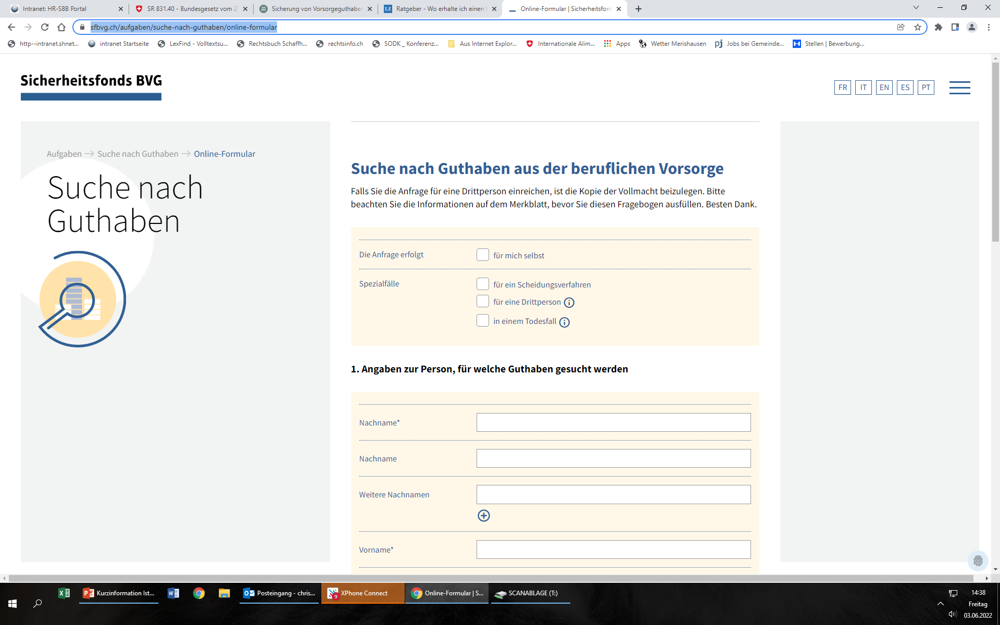 Intranet: HR-SBB Portal
SR 831.40 - Bundesgesetz vom 2
Sicherung von Vorsorgeguthaber
Ratgeber - Wo erhalte ich einen
Online-Formular | Sicherheitsfon
sfbvg.ch/aufgaben/suche-nach-guthaben/online-formular
http--intranet.shnet...
intranet Startseite
LexFind - Volltextsu...
Rechtsbuch Schaffh...
rechtsinfo.ch
SODK _ Konferenz...
Aus Internet Explor...
Internationale Alim...
Apps
Wetter Merishausen
pj Jobs bei Gemeinde...
H Stellen | Bewerbung...
Sicherheitsfonds BVG
FR IT EN ES PT
Aufgaben → Suche nach Guthaben → Online-Formular
Suche nach
Guthaben
Suche nach Guthaben aus der beruflichen Vorsorge
Falls Sie die Anfrage für eine Drittperson einreichen, ist die Kopie der Vollmacht beizulegen. Bitte
beachten Sie die Informationen auf dem Merkblatt, bevor Sie diesen Fragebogen ausfüllen. Besten Dank.
Die Anfrage erfolgt
für mich selbst
Spezialfälle
für ein Scheidungsverfahren
für eine Drittperson
in einem Todesfall
1. Angaben zur Person, für welche Guthaben gesucht werden
Nachname*
Nachname
Weitere Nachnamen
Vorname*
Kurzinformation Ist...
Posteingang - chris...
9
XPhone Connect
Online-Formular | S...
SCANABLAGE (T:)
14:38
Freitag
03.06.2022